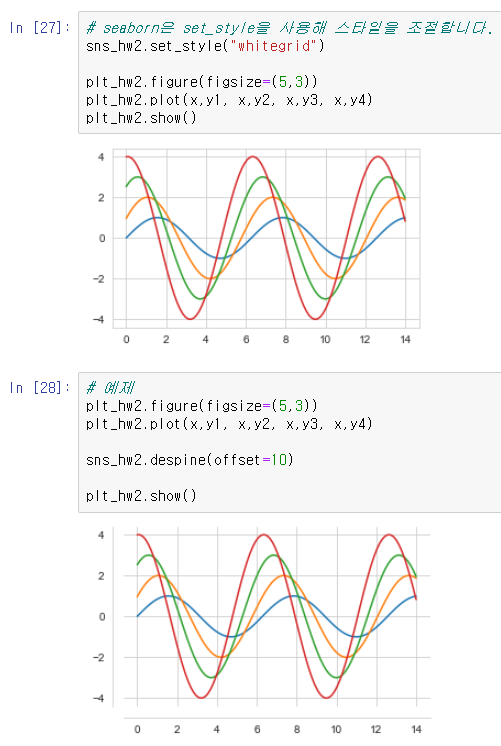 In [27]:
# seaborn은 set_style을 사용해 스타일을 조절합니다.
sns_hw2.set_style("whitegrid")
plt_hw2.figure(figsize=(5,3))
plt_hw2.plot(x,y1, x,y2, x,y3, x,y4)
plt_hw2.show()
4
2
0
−2
−4
0 2 4 6 8 10 12 14
In [28]:
# 예제
plt_hw2.figure(figsize=(5,3))
plt_hw2.plot(x,y1, x,y2, x,y3, x,y4)
sns_hw2.despine(offset=10)
plt_hw2.show()
4
2
0
−2
−4
0 2 4 6 8 10 12 14